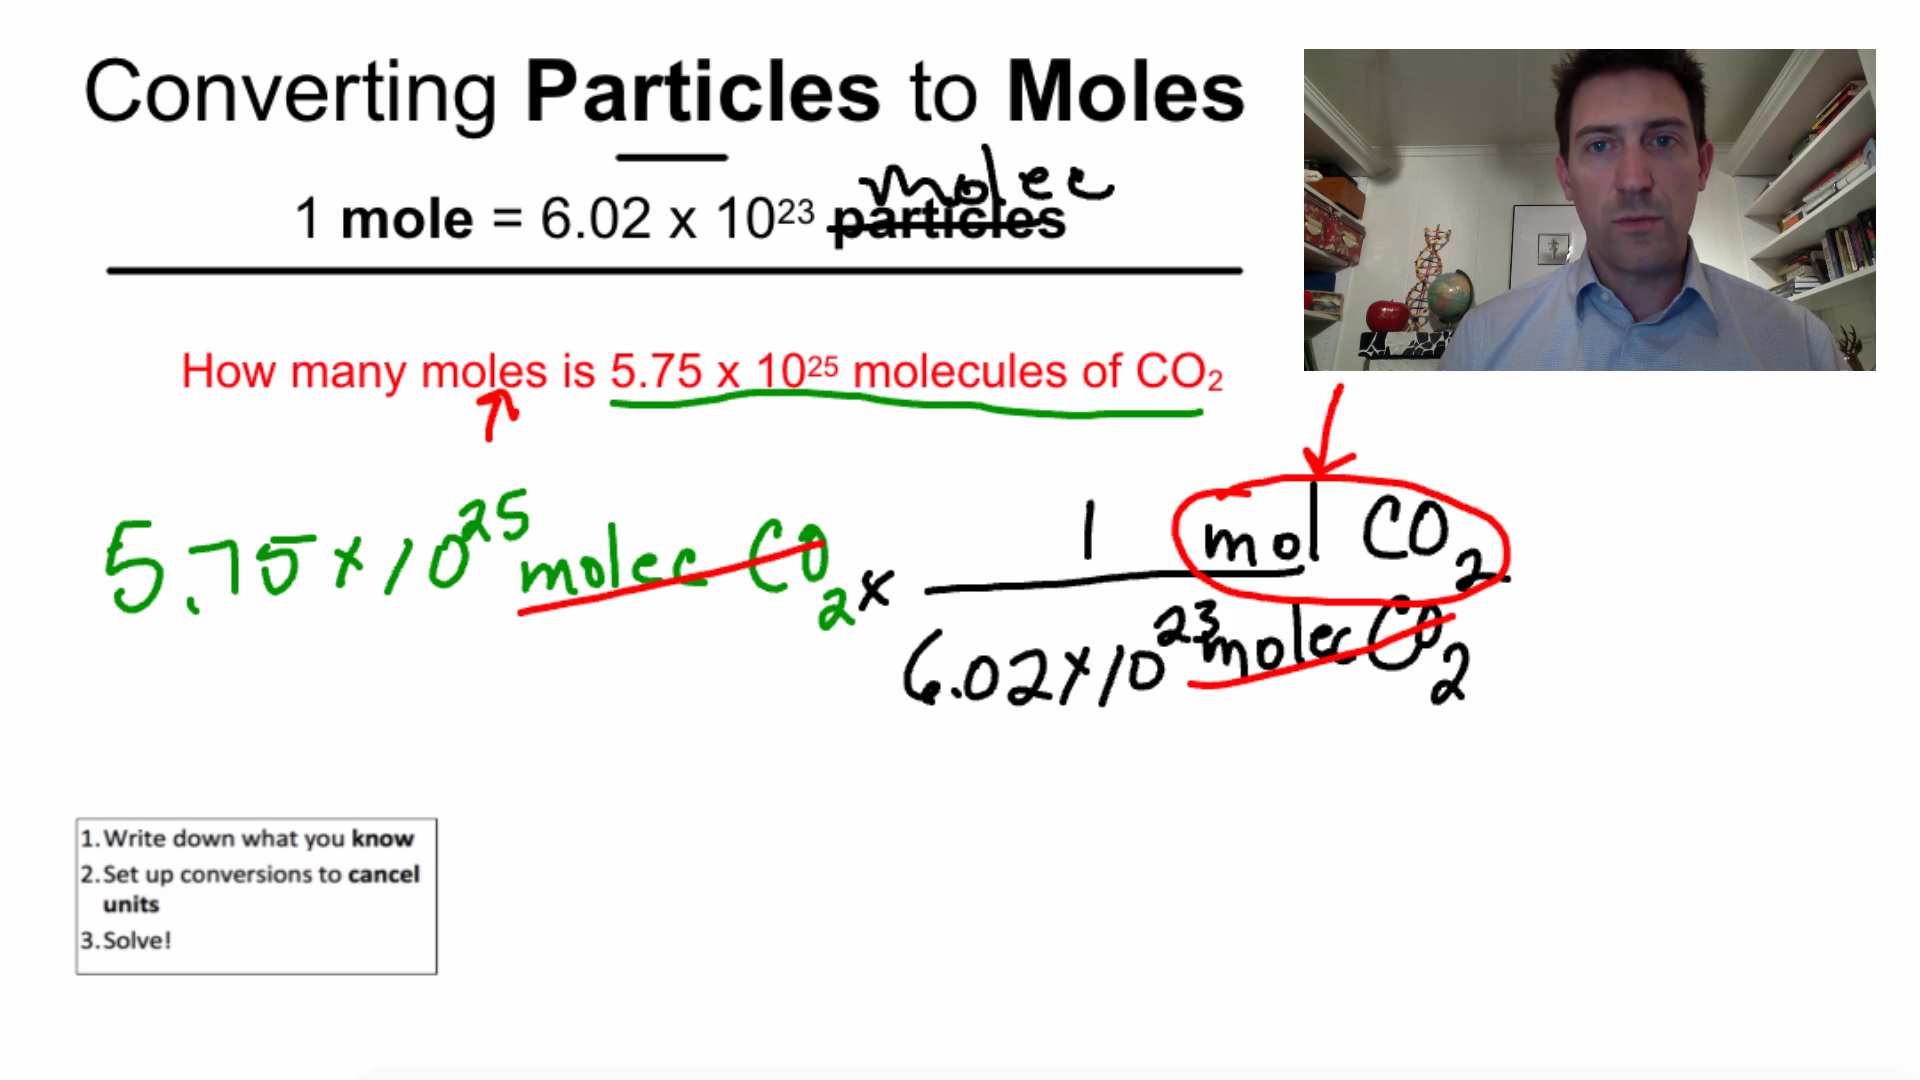 Converting Particles to Moles
molec
1 mole = 6.02 x 10²³ particles
How many moles is 5.75 x 10²⁵ molecules of CO₂
5.75 x 10²⁵ molec CO₂ x
1 mol CO₂
6.02 x 10²³ molec CO₂
1. Write down what you know
2. Set up conversions to cancel
units
3. Solve!